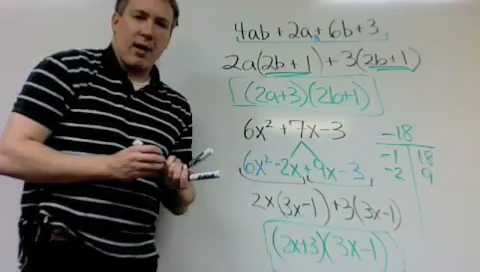 4ab + 2a + 6b + 3
2a(2b+1) + 3(2b+1)
(2a+3)(2b+1)
6x² + 7x - 3
6x² - 2x + 9x - 3
2x(3x-1) + 3(3x-1)
(2x+3)(3x-1)
-18
-1 18
-2 9